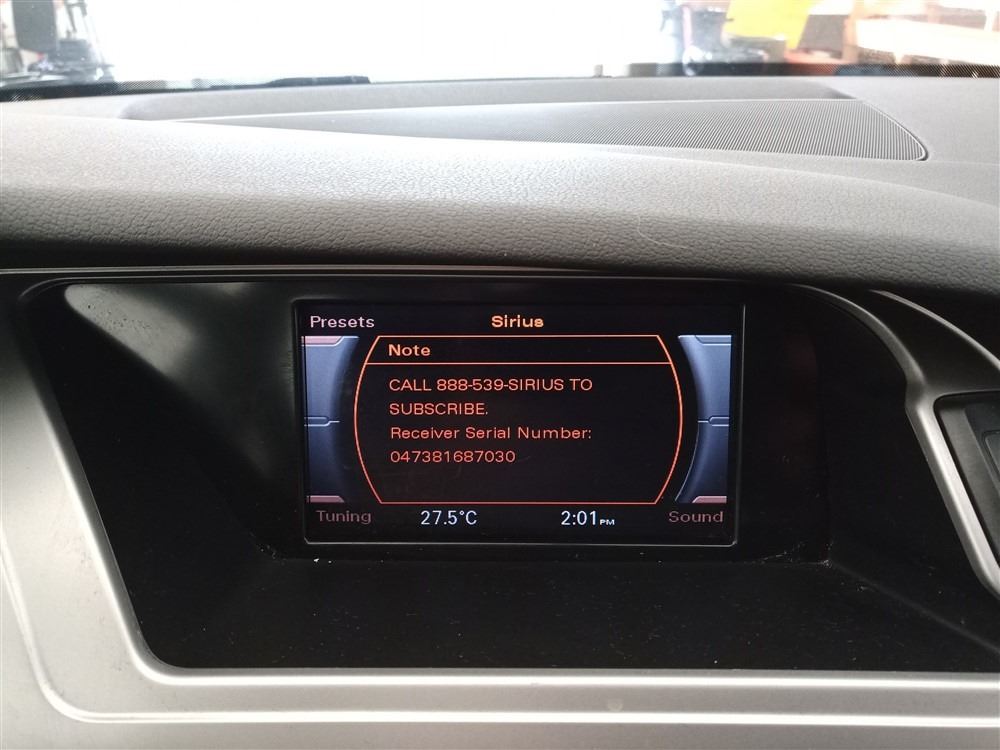 Presets Sirius
Note
CALL 888-539-SIRIUS TO
SUBSCRIBE.
Receiver Serial Number:
047381687030
Tuning 27.5°C 2:01PM Sound